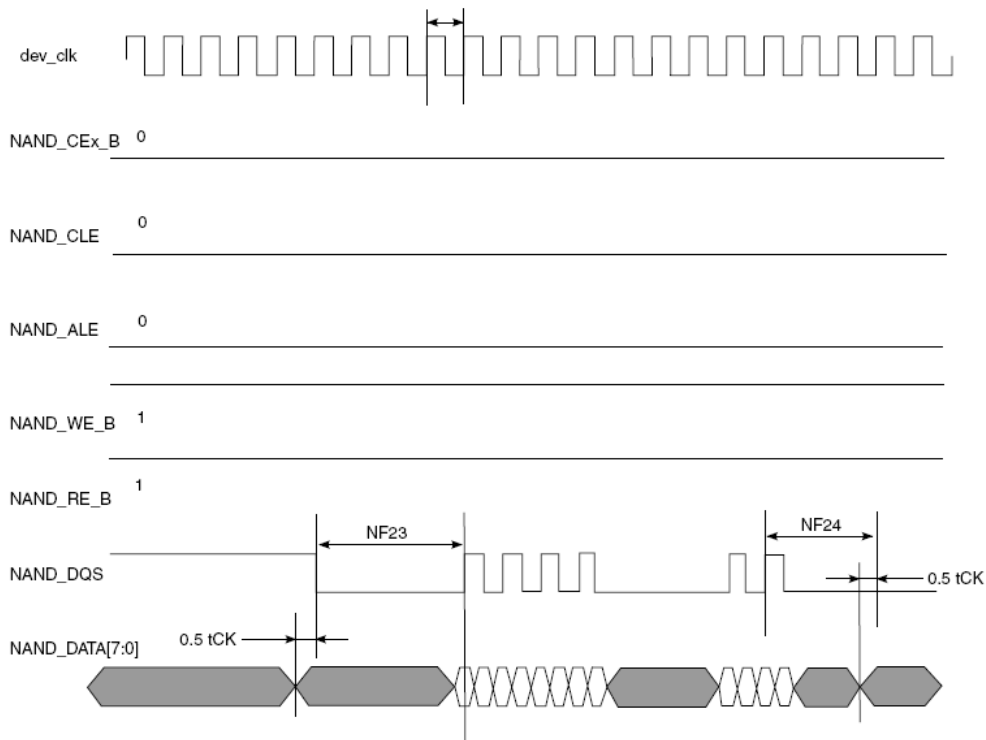 dev_clk
NAND_CEx_B 0
NAND_CLE 0
NAND_ALE 0
NAND_WE_B 1
NAND_RE_B 1
NF23
NF24
NAND_DQS
0.5 tCK
0.5 tCK
NAND_DATA[7:0]